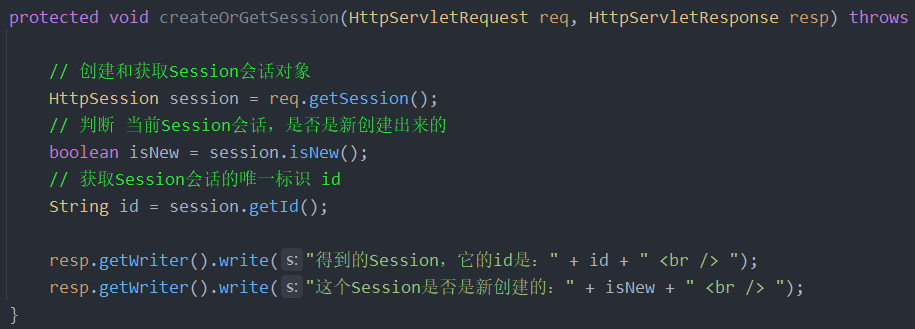 protected void createOrGetSession(HttpServletRequest req, HttpServletResponse resp) throws
// 创建和获取Session会话对象
HttpSession session = req.getSession();
// 判断 当前Session会话，是否是新创建出来的
boolean isNew = session.isNew();
// 获取Session会话的唯一标识 id
String id = session.getId();
resp.getWriter().write( s: "得到的Session，它的id是：" + id + " <br /> ");
resp.getWriter().write( s: "这个Session是否是新创建的：" + isNew + " <br /> ");
}